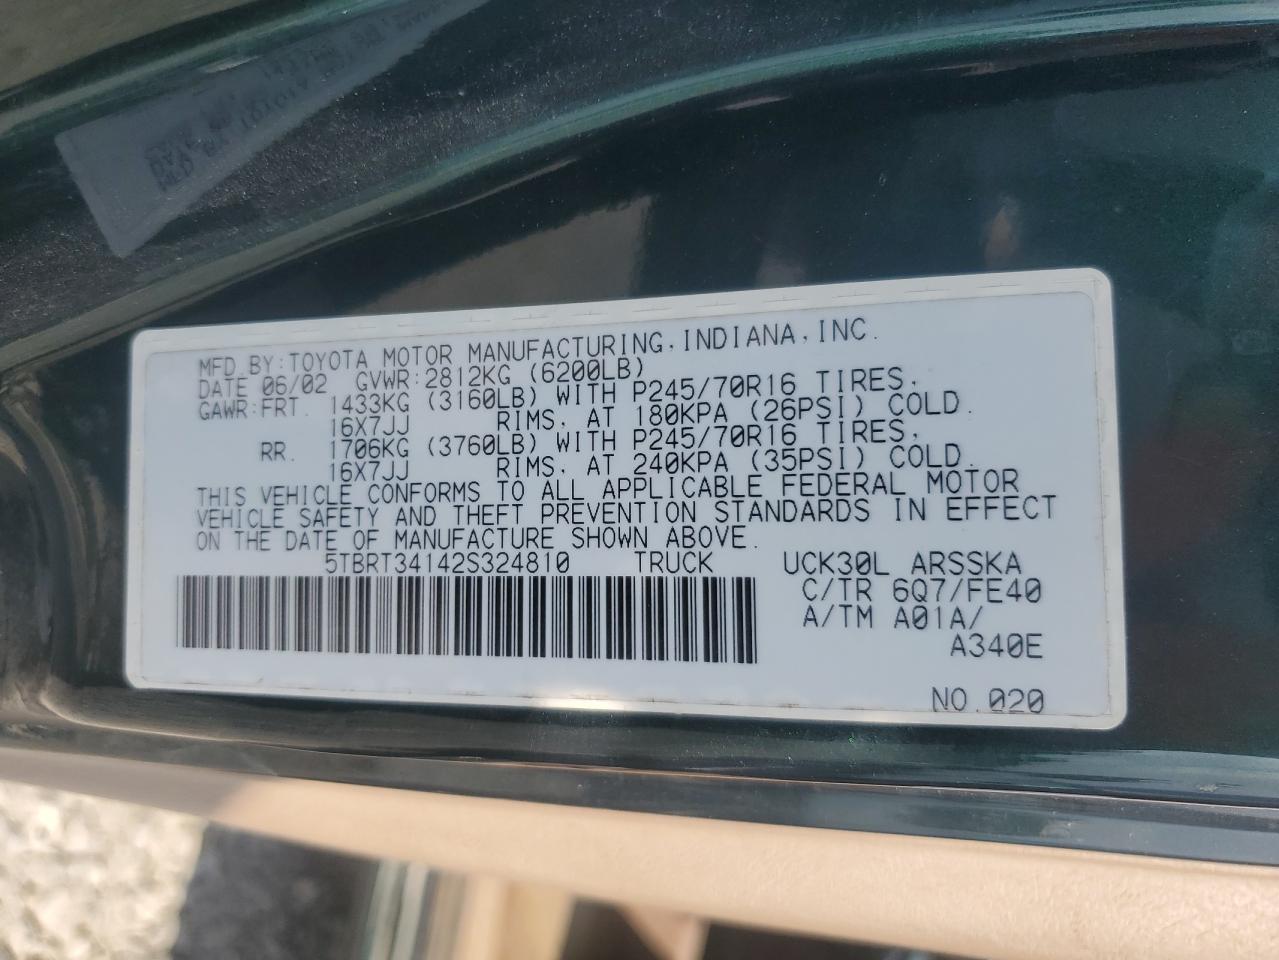 MFD. BY: TOYOTA MOTOR MANUFACTURING, INDIANA, INC.
DATE 06/02 GVWR: 2812KG (6200LB)
GAWR: FRT. 1433KG (3160LB) WITH P245/70R16 TIRES,
16X7JJ RIMS, AT 180KPA (26PSI) COLD.
RR. 1706KG (3760LB) WITH P245/70R16 TIRES,
16X7JJ RIMS, AT 240KPA (35PSI) COLD.
THIS VEHICLE CONFORMS TO ALL APPLICABLE FEDERAL MOTOR
VEHICLE SAFETY AND THEFT PREVENTION STANDARDS IN EFFECT
ON THE DATE OF MANUFACTURE SHOWN ABOVE.
5TBRT34142S324810 TRUCK UCK30L ARSSKA
C/TR 6Q7/FE40
A/TM A01A/
A340E
NO. 020